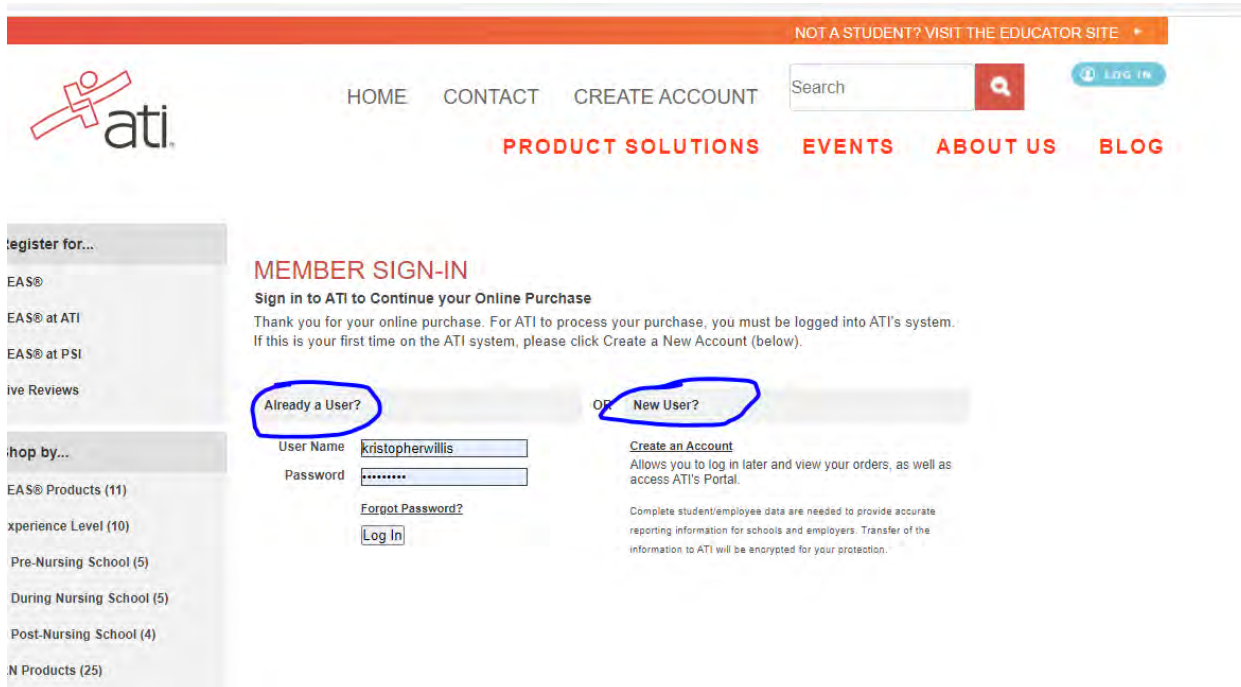 NOT A STUDENT? VISIT THE EDUCATOR SITE
ati
HOME CONTACT CREATE ACCOUNT
Search
LOG IN
PRODUCT SOLUTIONS EVENTS ABOUT US BLOG
egister for...
EAS®
EAS® at ATI
EAS® at PSI
ive Reviews
hop by...
EAS® Products (11)
xperience Level (10)
Pre-Nursing School (5)
During Nursing School (5)
Post-Nursing School (4)
N Products (25)
MEMBER SIGN-IN
Sign in to ATI to Continue your Online Purchase
Thank you for your online purchase. For ATI to process your purchase, you must be logged into ATI's system.
If this is your first time on the ATI system, please click Create a New Account (below).
Already a User?
User Name kristopherwillis
Password •••••••••
Forgot Password?
Log In
OR New User?
Create an Account
Allows you to log in later and view your orders, as well as
access ATI's Portal.
Complete student/employee data are needed to provide accurate
reporting information for schools and employers. Transfer of the
information to ATI will be encrypted for your protection.